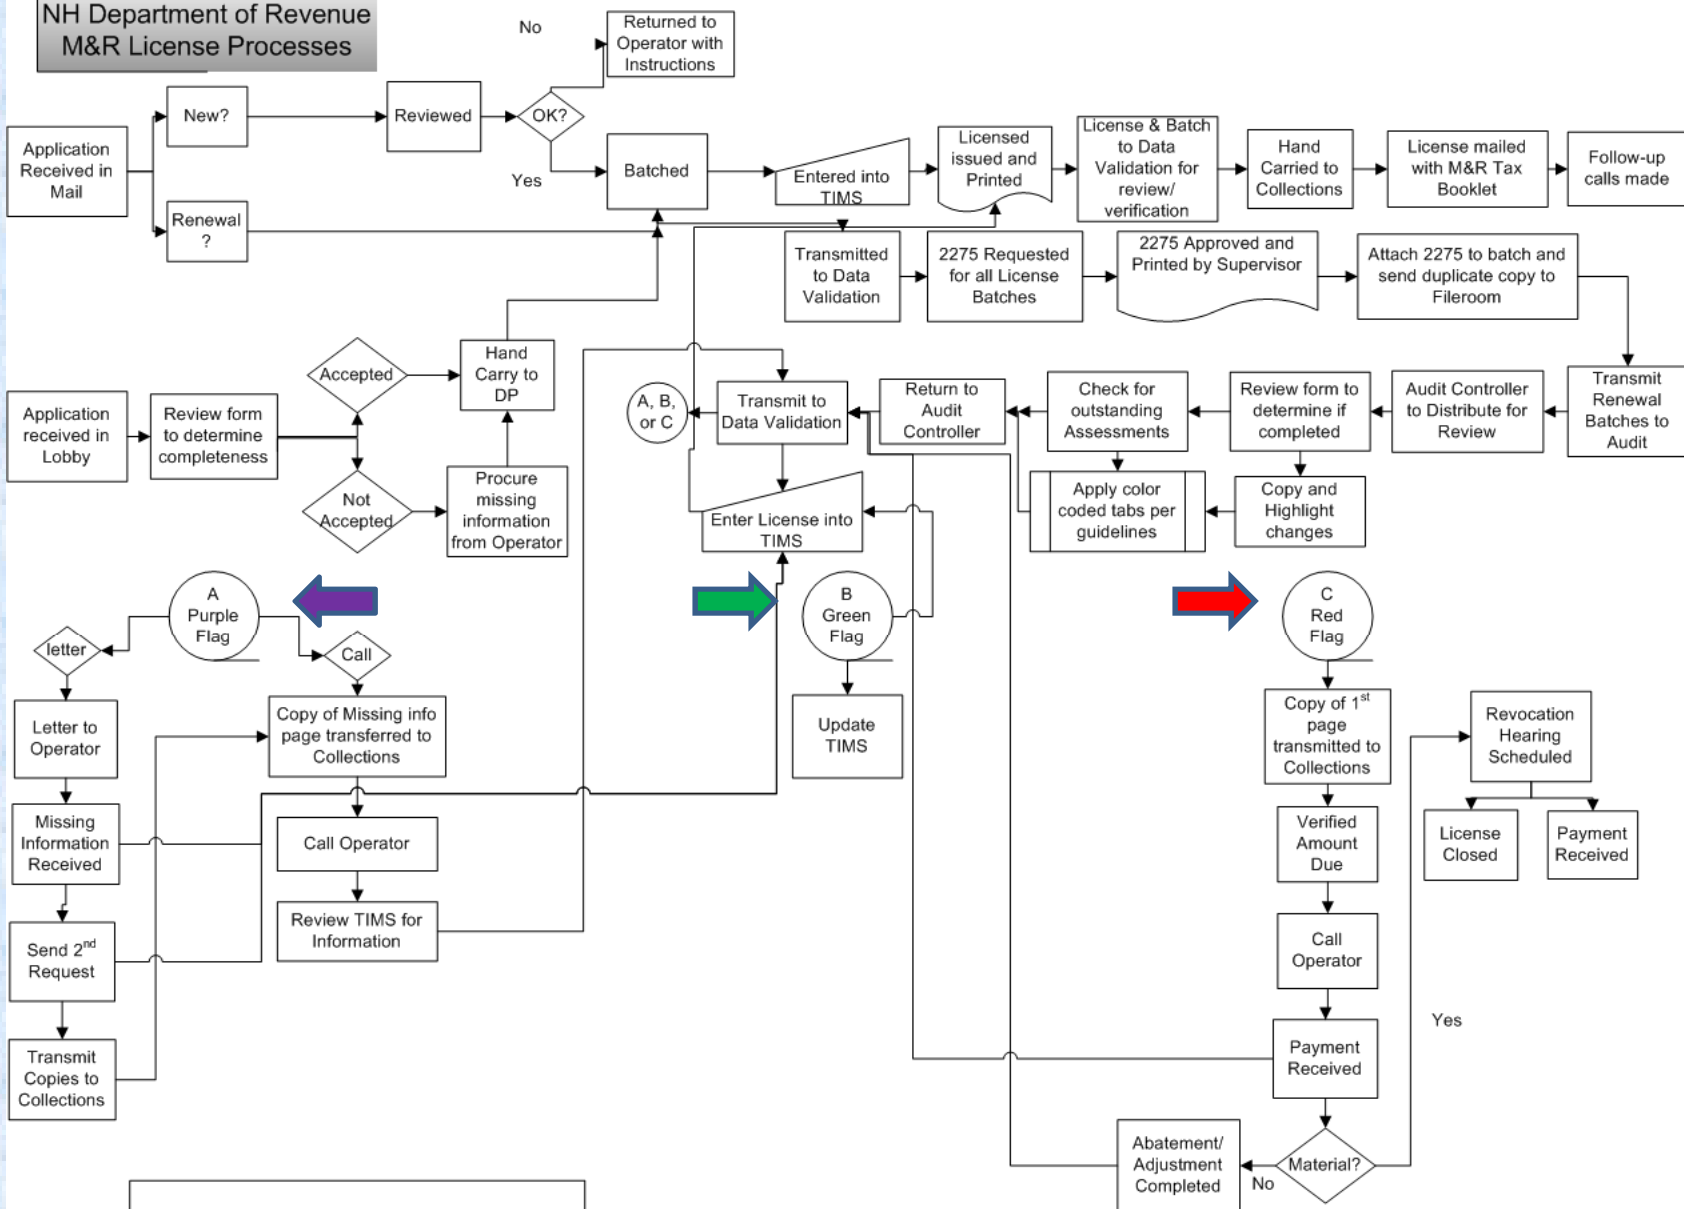 NH Department of Revenue
M&R License Processes
No
Returned to
Operator with
Instructions
New?
Reviewed
OK?
Application
Received in
Mail
Yes
Batched
Entered into
TIMS
Licensed
issued and
Printed
License & Batch
to Data
Validation for
review/
verification
Hand
Carried to
Collections
License mailed
with M&R Tax
Booklet
Follow-up
calls made
Renewal
?
Transmitted
to Data
Validation
2275 Requested
for all License
Batches
2275 Approved and
Printed by Supervisor
Attach 2275 to batch and
send duplicate copy to
Fileroom
Application
received in
Lobby
Review form
to determine
completeness
Accepted
Not
Accepted
Hand
Carry to
DP
Procure
missing
information
from Operator
A, B,
or C
Transmit to
Data Validation
Return to
Audit
Controller
Check for
outstanding
Assessments
Review form to
determine if
completed
Audit Controller
to Distribute for
Review
Transmit
Renewal
Batches to
Audit
Enter License into
TIMS
Apply color
coded tabs per
guidelines
Copy and
Highlight
changes
A
Purple
Flag
B
Green
Flag
C
Red
Flag
letter
Call
Letter to
Operator
Copy of Missing info
page transferred to
Collections
Update
TIMS
Copy of 1st
page
transmitted to
Collections
Revocation
Hearing
Scheduled
Missing
Information
Received
Call Operator
Verified
Amount
Due
License
Closed
Payment
Received
Send 2nd
Request
Review TIMS for
Information
Call
Operator
Transmit
Copies to
Collections
Payment
Received
Yes
Abatement/
Adjustment
Completed
No
Material?